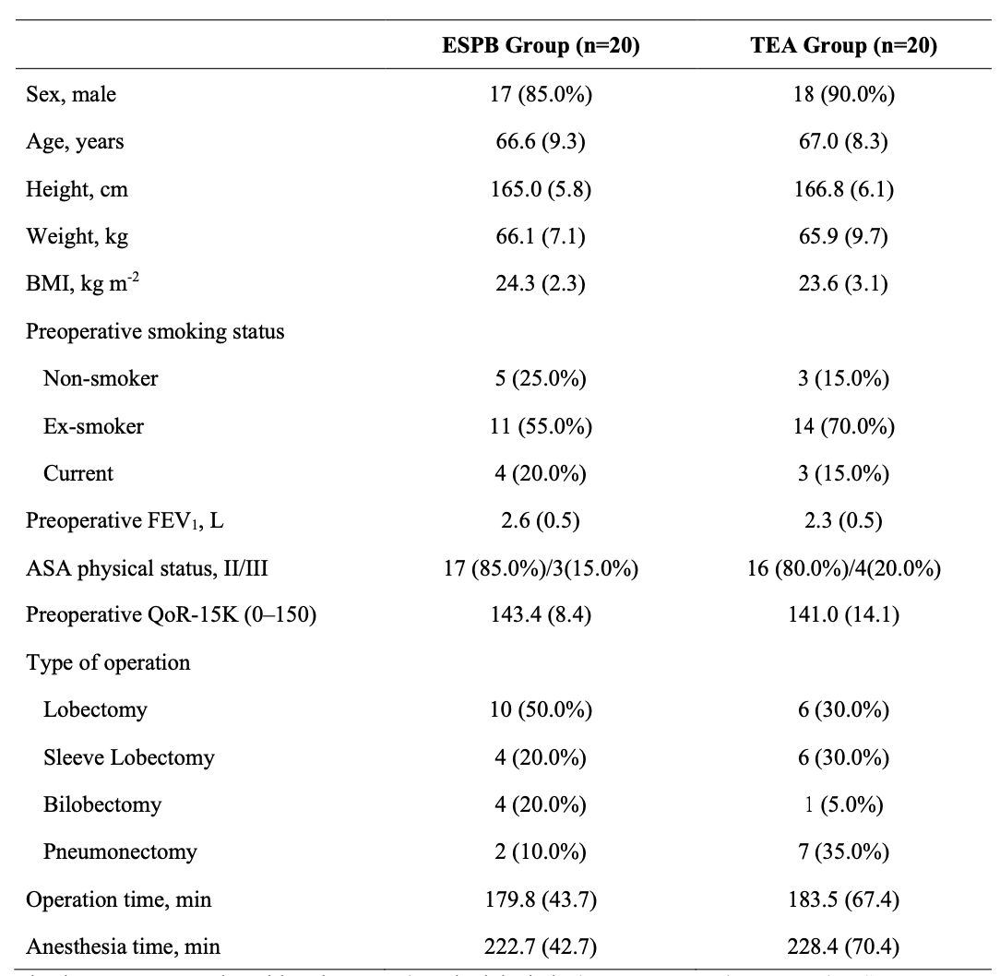 ESPB Group (n=20) TEA Group (n=20)
Sex, male 17 (85.0%) 18 (90.0%)
Age, years 66.6 (9.3) 67.0 (8.3)
Height, cm 165.0 (5.8) 166.8 (6.1)
Weight, kg 66.1 (7.1) 65.9 (9.7)
BMI, kg m⁻² 24.3 (2.3) 23.6 (3.1)
Preoperative smoking status
Non-smoker 5 (25.0%) 3 (15.0%)
Ex-smoker 11 (55.0%) 14 (70.0%)
Current 4 (20.0%) 3 (15.0%)
Preoperative FEV₁, L 2.6 (0.5) 2.3 (0.5)
ASA physical status, II/III 17 (85.0%)/3(15.0%) 16 (80.0%)/4(20.0%)
Preoperative QoR-15K (0–150) 143.4 (8.4) 141.0 (14.1)
Type of operation
Lobectomy 10 (50.0%) 6 (30.0%)
Sleeve Lobectomy 4 (20.0%) 6 (30.0%)
Bilobectomy 4 (20.0%) 1 (5.0%)
Pneumonectomy 2 (10.0%) 7 (35.0%)
Operation time, min 179.8 (43.7) 183.5 (67.4)
Anesthesia time, min 222.7 (42.7) 228.4 (70.4)